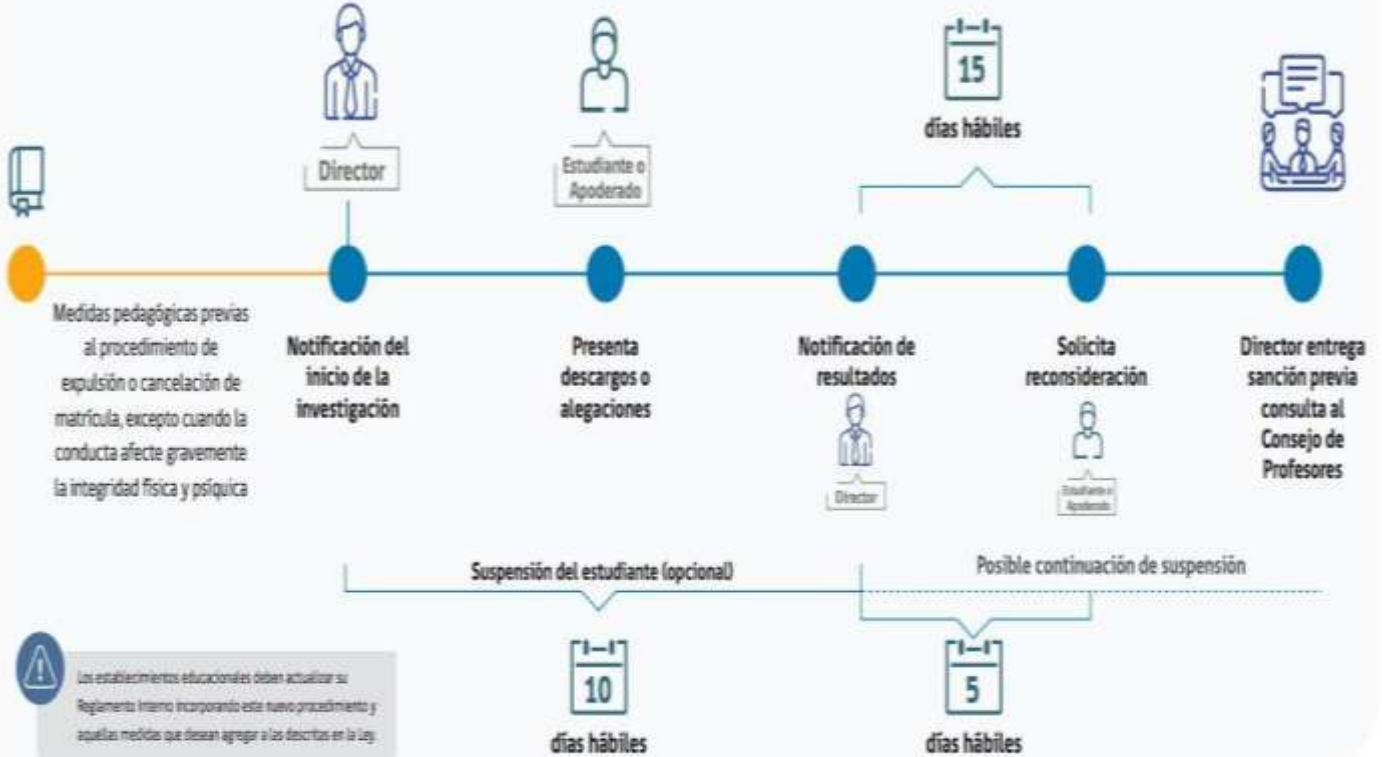 Director
Estudiante o
Apoderado
15
días hábiles
Medidas pedagógicas previas
al procedimiento de
expulsión o cancelación de
matrícula, excepto cuando la
conducta afecte gravemente
la integridad física y psíquica
Notificación del
inicio de la
investigación
Presenta
descargos o
alegaciones
Notificación de
resultados
Director
Solicita
reconsideración
Estudiante o
Apoderado
Director entrega
sanción previa
consulta al
Consejo de
Profesores
Suspensión del estudiante (opcional)
Posible continuación de suspensión
10
días hábiles
5
días hábiles
Los establecimientos educacionales deben actualizar su
Reglamento Interno incorporando este nuevo procedimiento y
aquellas medidas que desean agregar a las descritas en la Ley.